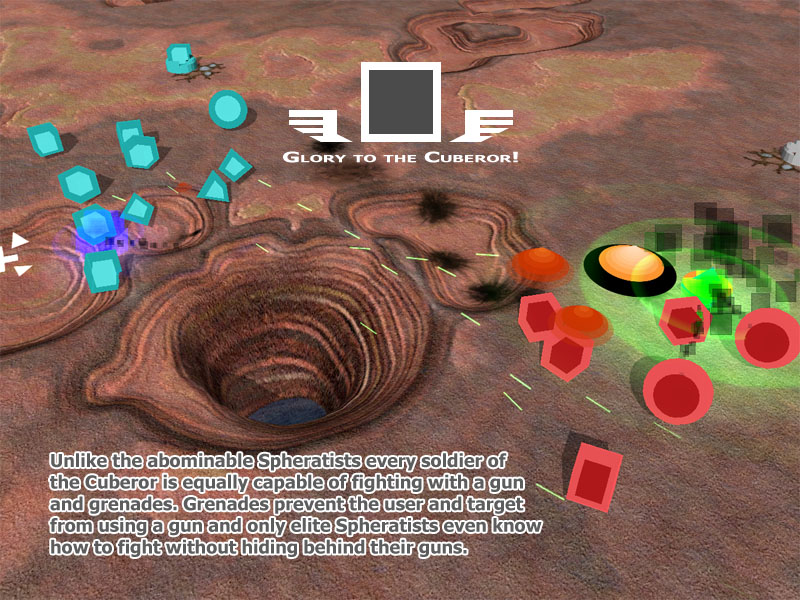 Glory to the Cuberor!
Unlike the abominable Spheratists every soldier of
the Cuberor is equally capable of fighting with a gun
and grenades. Grenades prevent the user and target
from using a gun and only elite Spheratists even know
how to fight without hiding behind their guns.